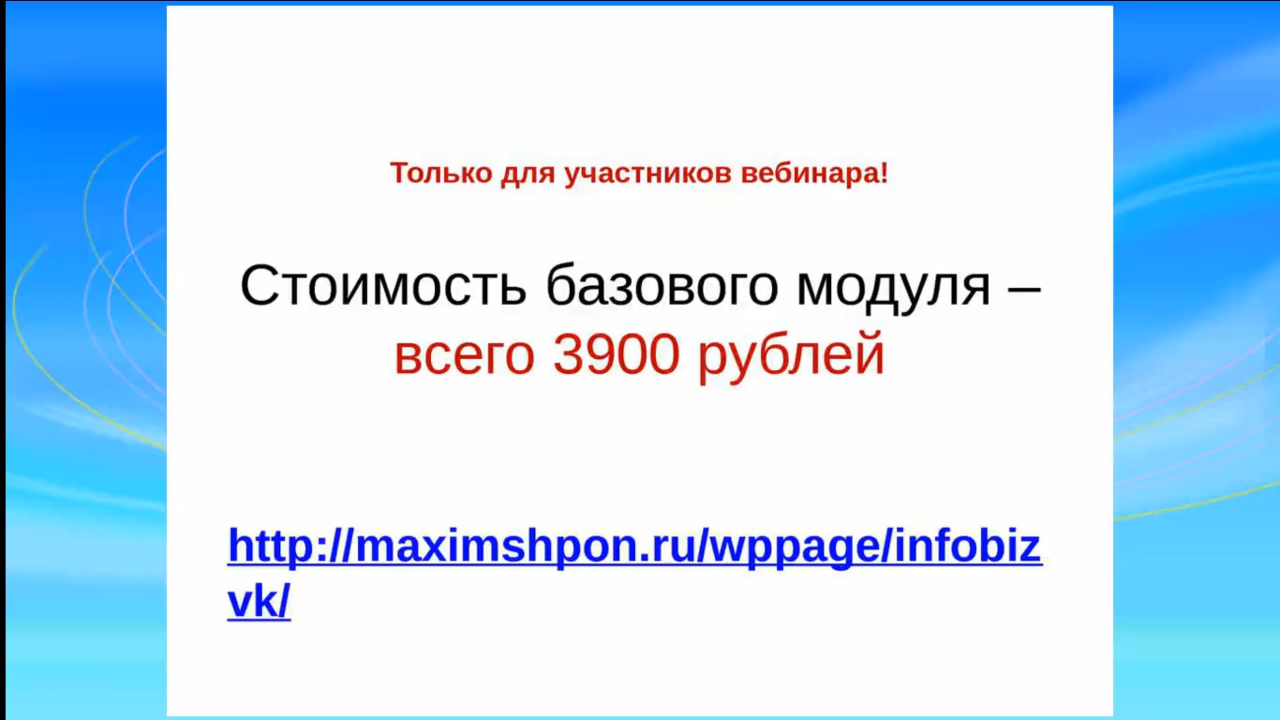 Только для участников вебинара!
Стоимость базового модуля –
всего 3900 рублей
http://maximshpon.ru/wppage/infobiz
vk/